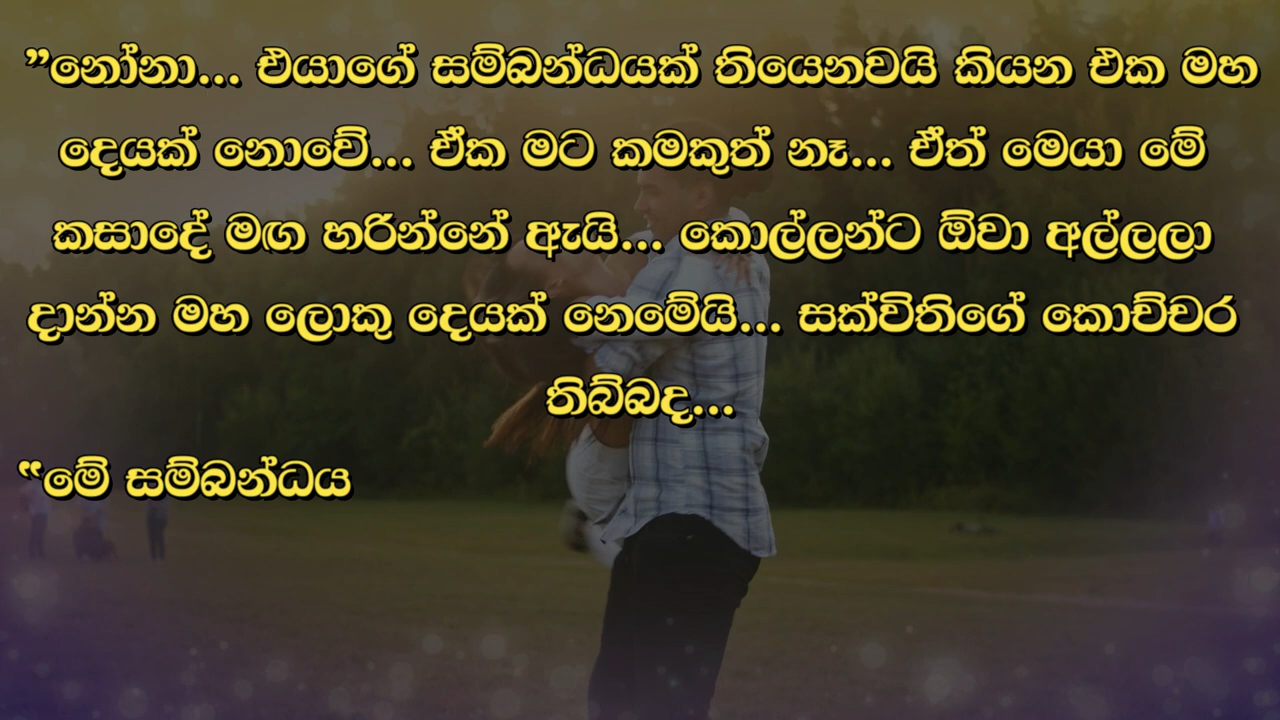 ”නෝනා... එයාගේ සම්බන්ධයක් තියෙනවයි කියන එක මහ
දෙයක් නොවේ... ඒක මට කමකුත් නෑ... ඒත් මෙයා මේ
කසාදේ මඟ හරින්නේ ඇයි... කොල්ලන්ට ඕවා අල්ලලා
දාන්න මහ ලොකු දෙයක් නෙමේයි... සක්විතිගේ කොච්චර
තිබ්බද...
“මේ සම්බන්ධය